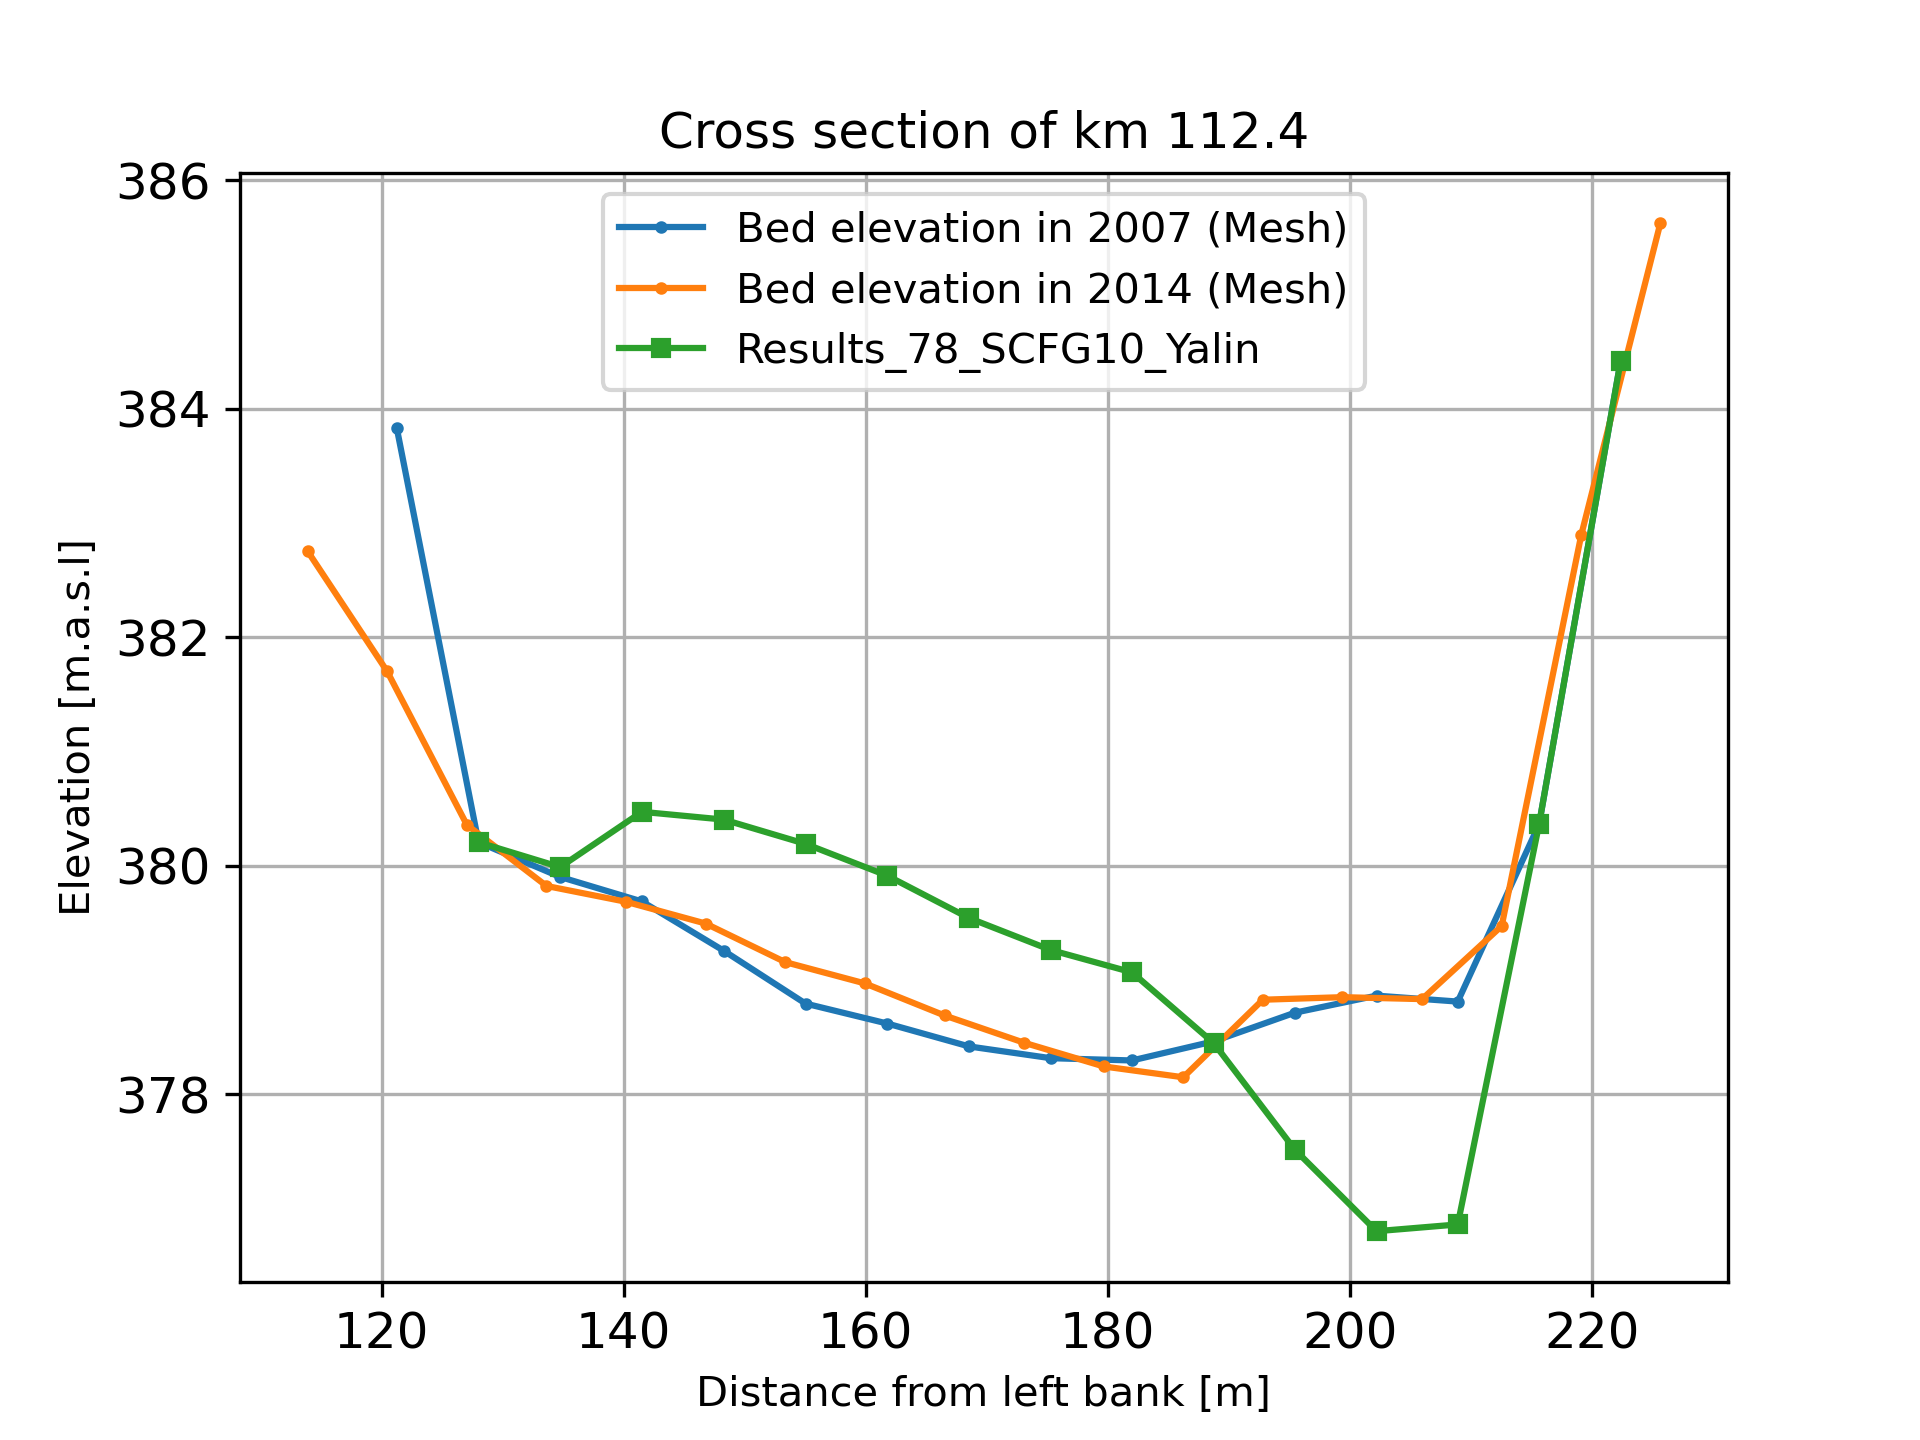 Cross section of km 112.4
Bed elevation in 2007 (Mesh)
Bed elevation in 2014 (Mesh)
Results_78_SCFG10_Yalin
Elevation [m.a.s.l]
386
384
382
380
378
120 140 160 180 200 220
Distance from left bank [m]